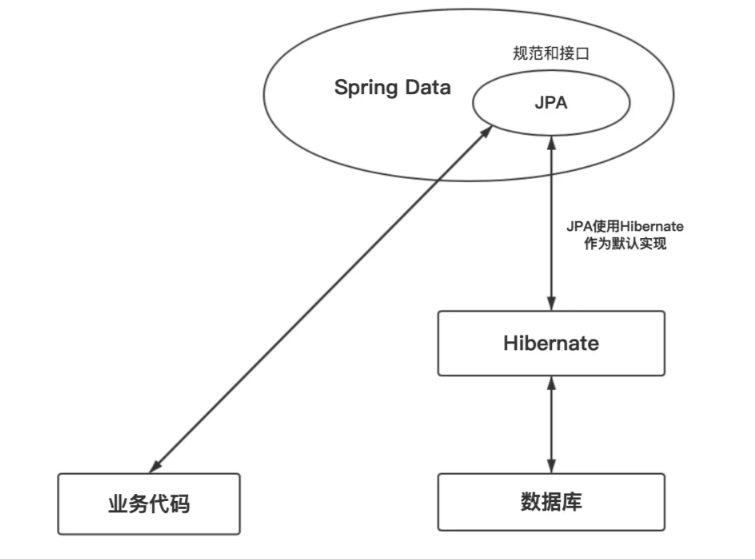 规范和接口
Spring Data
JPA
JPA使用Hibernate
作为默认实现
Hibernate
业务代码
数据库